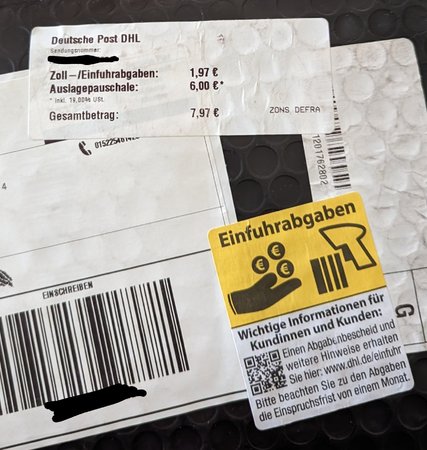 Deutsche Post DHL
Sendungsnummer:
Zoll-/Einfuhrabgaben: 1,97 €
Auslagepauschale: 6,00 €*
* inkl. 19,00% USt.
Gesamtbetrag: 7,97 €
ZONS DEFRA
1201762802
4
EINSCHREIBEN
G
Einfuhrabgaben
Wichtige Informationen für
Kundinnen und Kunden:
Einen Abgabenbescheid und
weitere Hinweise erhalten
Sie hier: www.dhl.de/einfuhr
Bitte beachten Sie zu den Abgaben
die Einspruchsfrist von einem Monat.